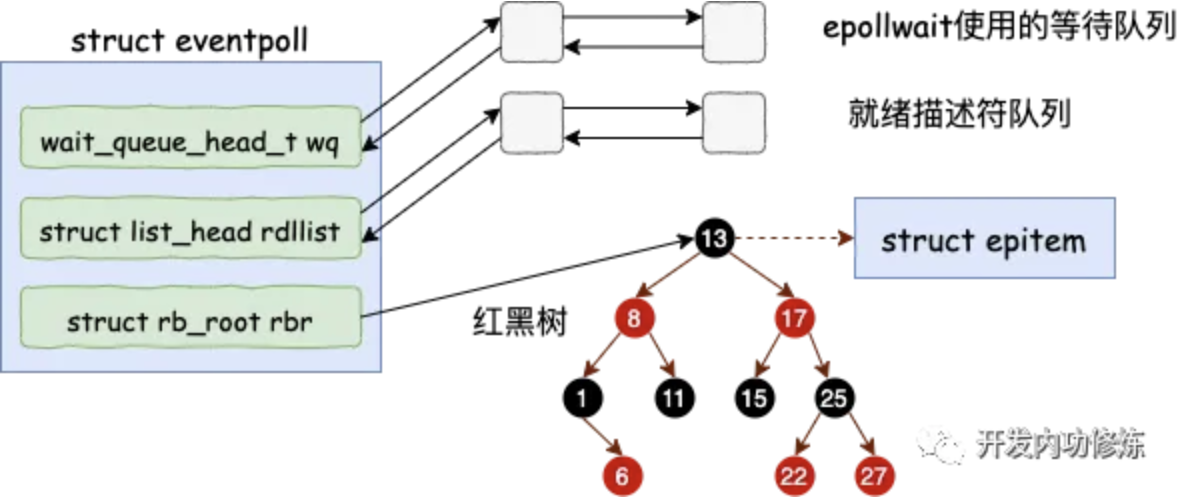 struct eventpoll
epollwait使用的等待队列
wait_queue_head_t wq
就绪描述符队列
struct list_head rdllist
13
struct epitem
struct rb_root rbr
红黑树
8
17
1
11
15
25
6
22
27
开发内功修炼